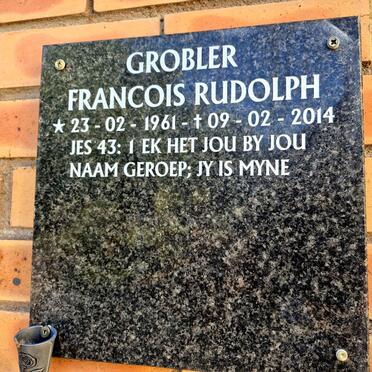 GROBLER
FRANCOIS RUDOLPH
★ 23 - 02 - 1961 - ✝ 09 - 02 - 2014
JES 43: 1 EK HET JOU BY JOU
NAAM GEROEP; JY IS MYNE